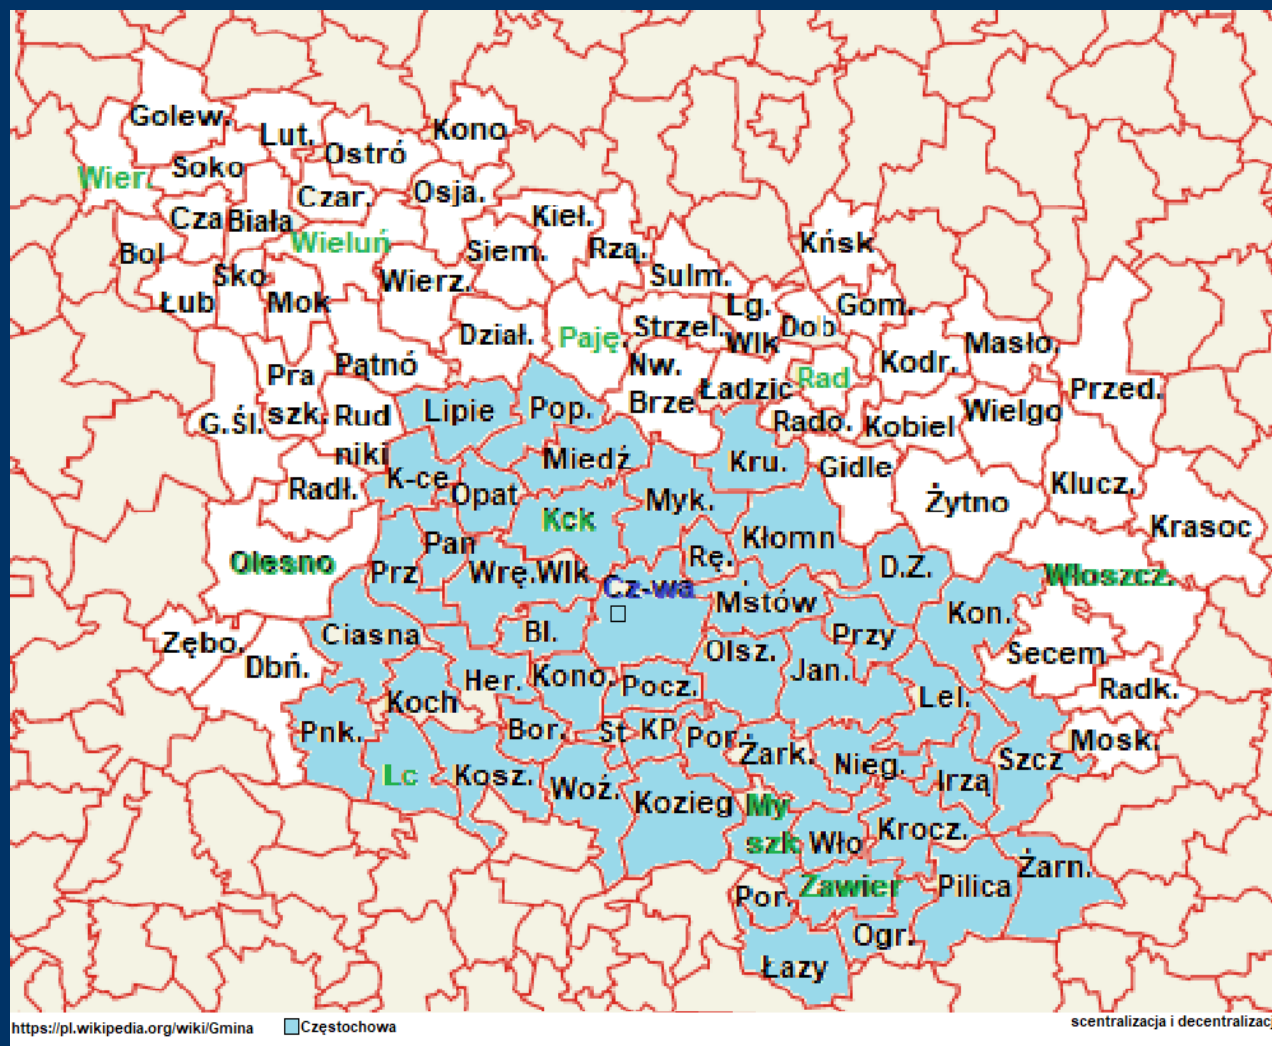 Golew.
Lut.
Kono
Ostró
Wier.
Soko
Czar.
Osja.
Cza
Biała
Kieł.
Wieluń
Bol
Siem.
Rzą.
Kńsk
Sko
Wierz.
Sulm.
Łub
Mok
Lg.
Wlk
Gom.
Dob
Strzel.
Dział.
Paję.
Masło.
Pątnó
Nw.
Brze
Kodr.
Pra
szk.
Rad
Ładzic
Przed.
Lipie
Pop.
Wielgo
G.Śl.
Rud
niki
Rado.
Kobiel
Miedź
Kru.
Gidle
K-ce
Radł.
Opat
Klucz.
Myk.
Żytno
Kck
Krasoc
Pan
Kłomn
Olesno
Rę.
D.Z.
Prz
Wrę.Wlk
Włoszcz.
Cz-wa
Mstów
Kon.
Zębo.
Ciasna
Bl.
Przy
Dbń.
Olsz.
Secem
Jan.
Her.
Kono.
Pocz.
Radk.
Koch
Lel.
Pnk.
Bor.
St
KP
Por
Mosk.
Żark.
Szcz
Nieg.
Lc
Kosz.
Irzą
Woź.
Kozieg
My
szk
Wło
Krocz.
Żarn.
Zawier
Pilica
Por.
Ogr.
Łazy
https://pl.wikipedia.org/wiki/Gmina
Częstochowa
scentralizacja i decentralizacj